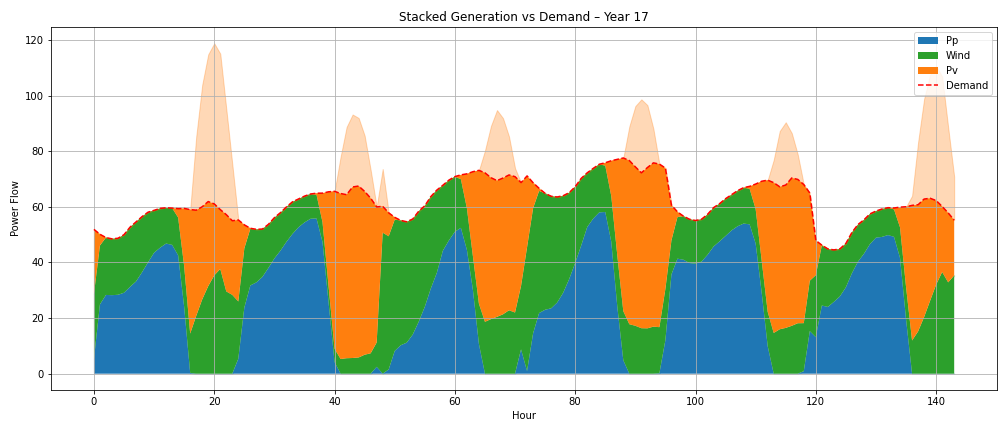 Stacked Generation vs Demand – Year 17
120
100
80
60
40
20
0
Power Flow
0 20 40 60 80 100 120 140
Hour
Pp
Wind
Pv
Demand